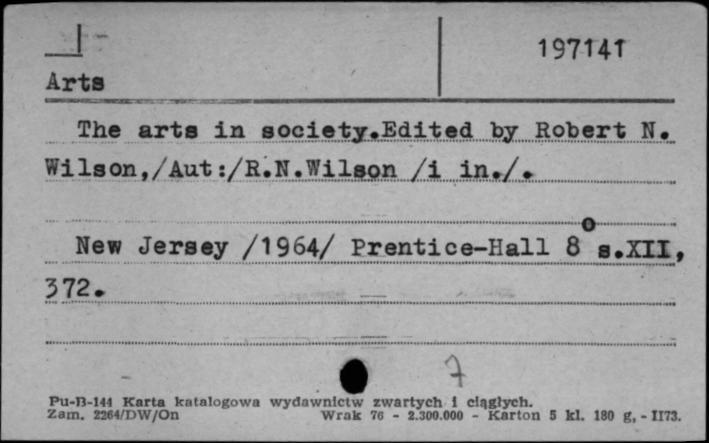 197141
Arts
The arts in society.Edited by Robert N.
Wilson,/Aut:/R.N.Wilson /i in./.
New Jersey /1964/ Prentice-Hall 8° s.XII,
372.
7
Pu-B-144 Karta katalogowa wydawnictw zwartych i ciągłych.
Zam. 2264/DW/On Wrak 76 - 2.300.000 - Karton 5 kl. 180 g, - II73.